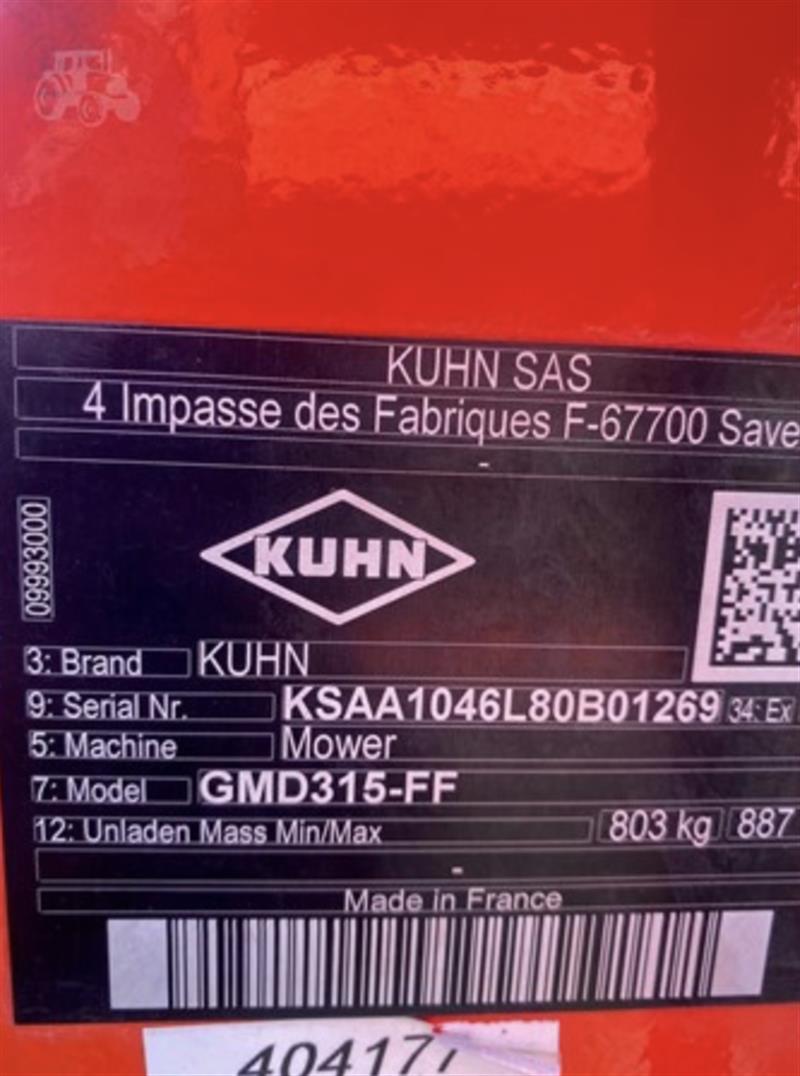 KUHN SAS
4 Impasse des Fabriques F-67700 Save
-
09993000
KUHN
3: Brand KUHN
9: Serial Nr. KSAA1046L80B01269 34: Ex
5: Machine Mower
7: Model GMD315-FF
12: Unladen Mass Min/Max 803 kg 887
-
Made in France